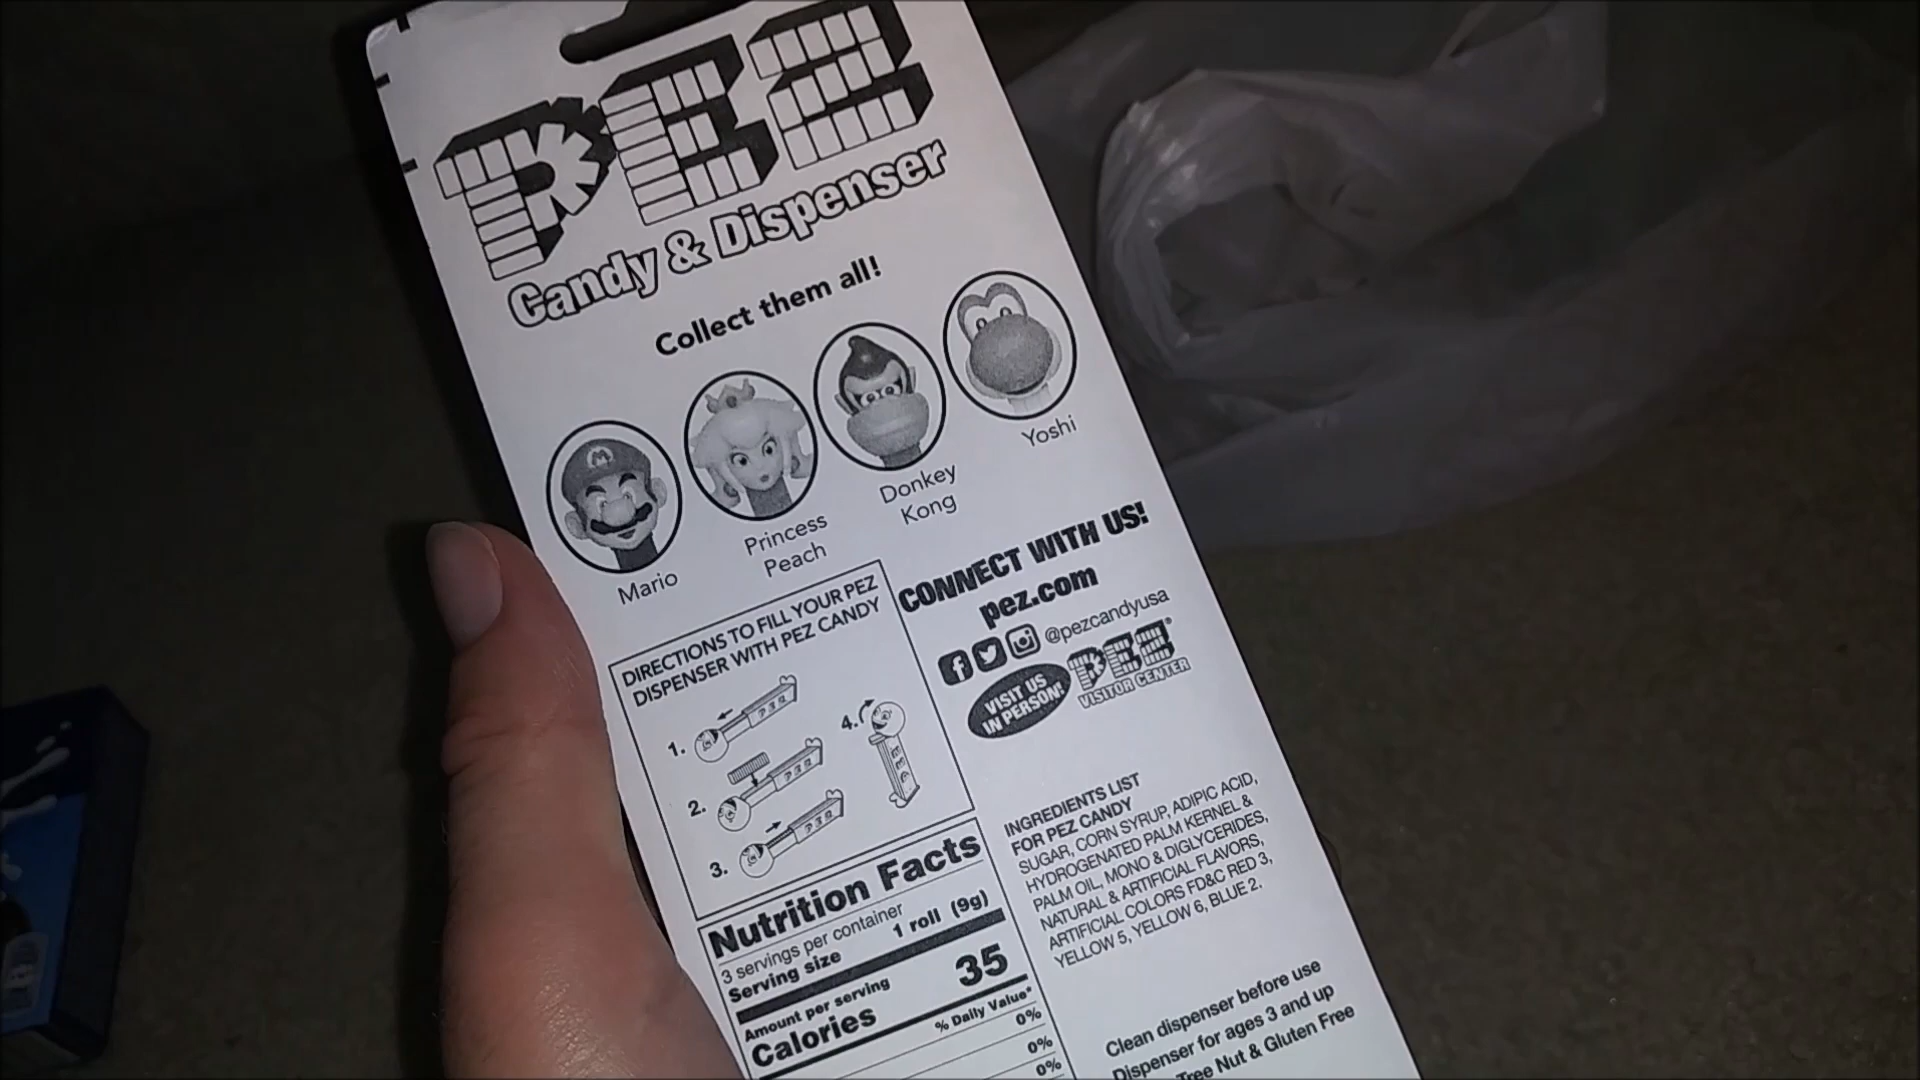 PEZ
Candy & Dispenser
Collect them all!
Mario
Princess
Peach
Donkey
Kong
Yoshi
DIRECTIONS TO FILL YOUR PEZ
DISPENSER WITH PEZ CANDY
1.
2.
3.
4.
PEZ
PEZ
PEZ
PEZ
CONNECT WITH US!
pez.com
@pezcandyusa
VISIT US
IN PERSON!
PEZ®
VISITOR CENTER
Nutrition Facts
3 servings per container
Serving size 1 roll (9g)
Amount per serving
Calories 35
% Daily Value*
0%
0%
0%
INGREDIENTS LIST
FOR PEZ CANDY
SUGAR, CORN SYRUP, ADIPIC ACID,
HYDROGENATED PALM KERNEL &
PALM OIL, MONO & DIGLYCERIDES,
NATURAL & ARTIFICIAL FLAVORS,
ARTIFICIAL COLORS FD&C RED 3,
YELLOW 5, YELLOW 6, BLUE 2.
Clean dispenser before use
Dispenser for ages 3 and up
Tree Nut & Gluten Free